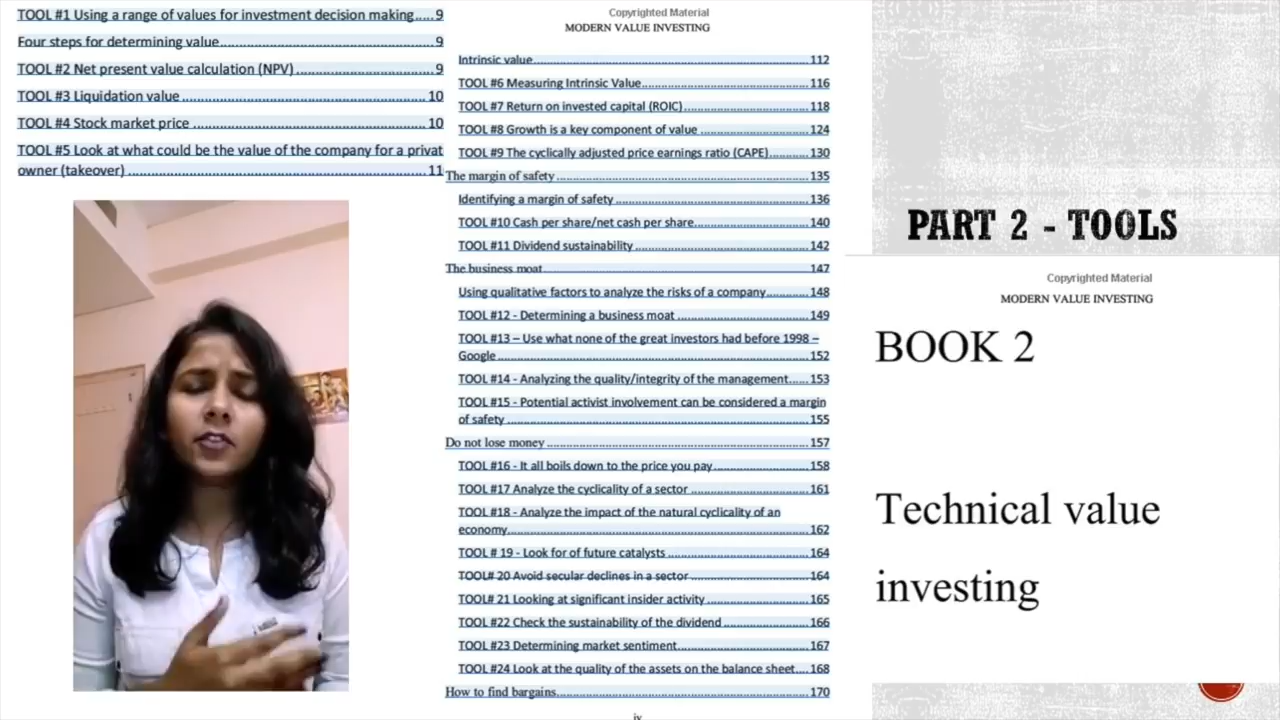 TOOL #1 Using a range of values for investment decision making.....9
Four steps for determining value...................................................9
TOOL #2 Net present value calculation (NPV)..................................9
TOOL #3 Liquidation value..............................................................10
TOOL #4 Stock market price............................................................10
TOOL #5 Look at what could be the value of the company for a privat
owner (takeover)...........................................................................11
Copyrighted Material
MODERN VALUE INVESTING
Intrinsic value..............................................................................112
TOOL #6 Measuring Intrinsic Value................................................116
TOOL #7 Return on invested capital (ROIC)....................................118
TOOL #8 Growth is a key component of value................................124
TOOL #9 The cyclically adjusted price earnings ratio (CAPE)............130
The margin of safety....................................................................135
Identifying a margin of safety.......................................................136
TOOL #10 Cash per share/net cash per share.................................140
TOOL #11 Dividend sustainability..................................................142
The business moat.......................................................................147
Using qualitative factors to analyze the risks of a company............148
TOOL #12 - Determining a business moat......................................149
TOOL #13 – Use what none of the great investors had before 1998 –
Google........................................................................................152
TOOL #14 - Analyzing the quality/integrity of the management......153
TOOL #15 - Potential activist involvement can be considered a margin
of safety......................................................................................155
Do not lose money.......................................................................157
TOOL #16 - It all boils down to the price you pay...........................158
TOOL #17 Analyze the cyclicality of a sector..................................161
TOOL #18 - Analyze the impact of the natural cyclicality of an
economy.....................................................................................162
TOOL # 19 - Look for of future catalysts........................................164
TOOL# 20 Avoid secular declines in a sector..................................164
TOOL# 21 Looking at significant insider activity.............................165
TOOL #22 Check the sustainability of the dividend.........................166
TOOL #23 Determining market sentiment......................................167
TOOL #24 Look at the quality of the assets on the balance sheet....168
How to find bargains....................................................................170
iv
PART 2 - TOOLS
Copyrighted Material
MODERN VALUE INVESTING
BOOK 2
Technical value
investing